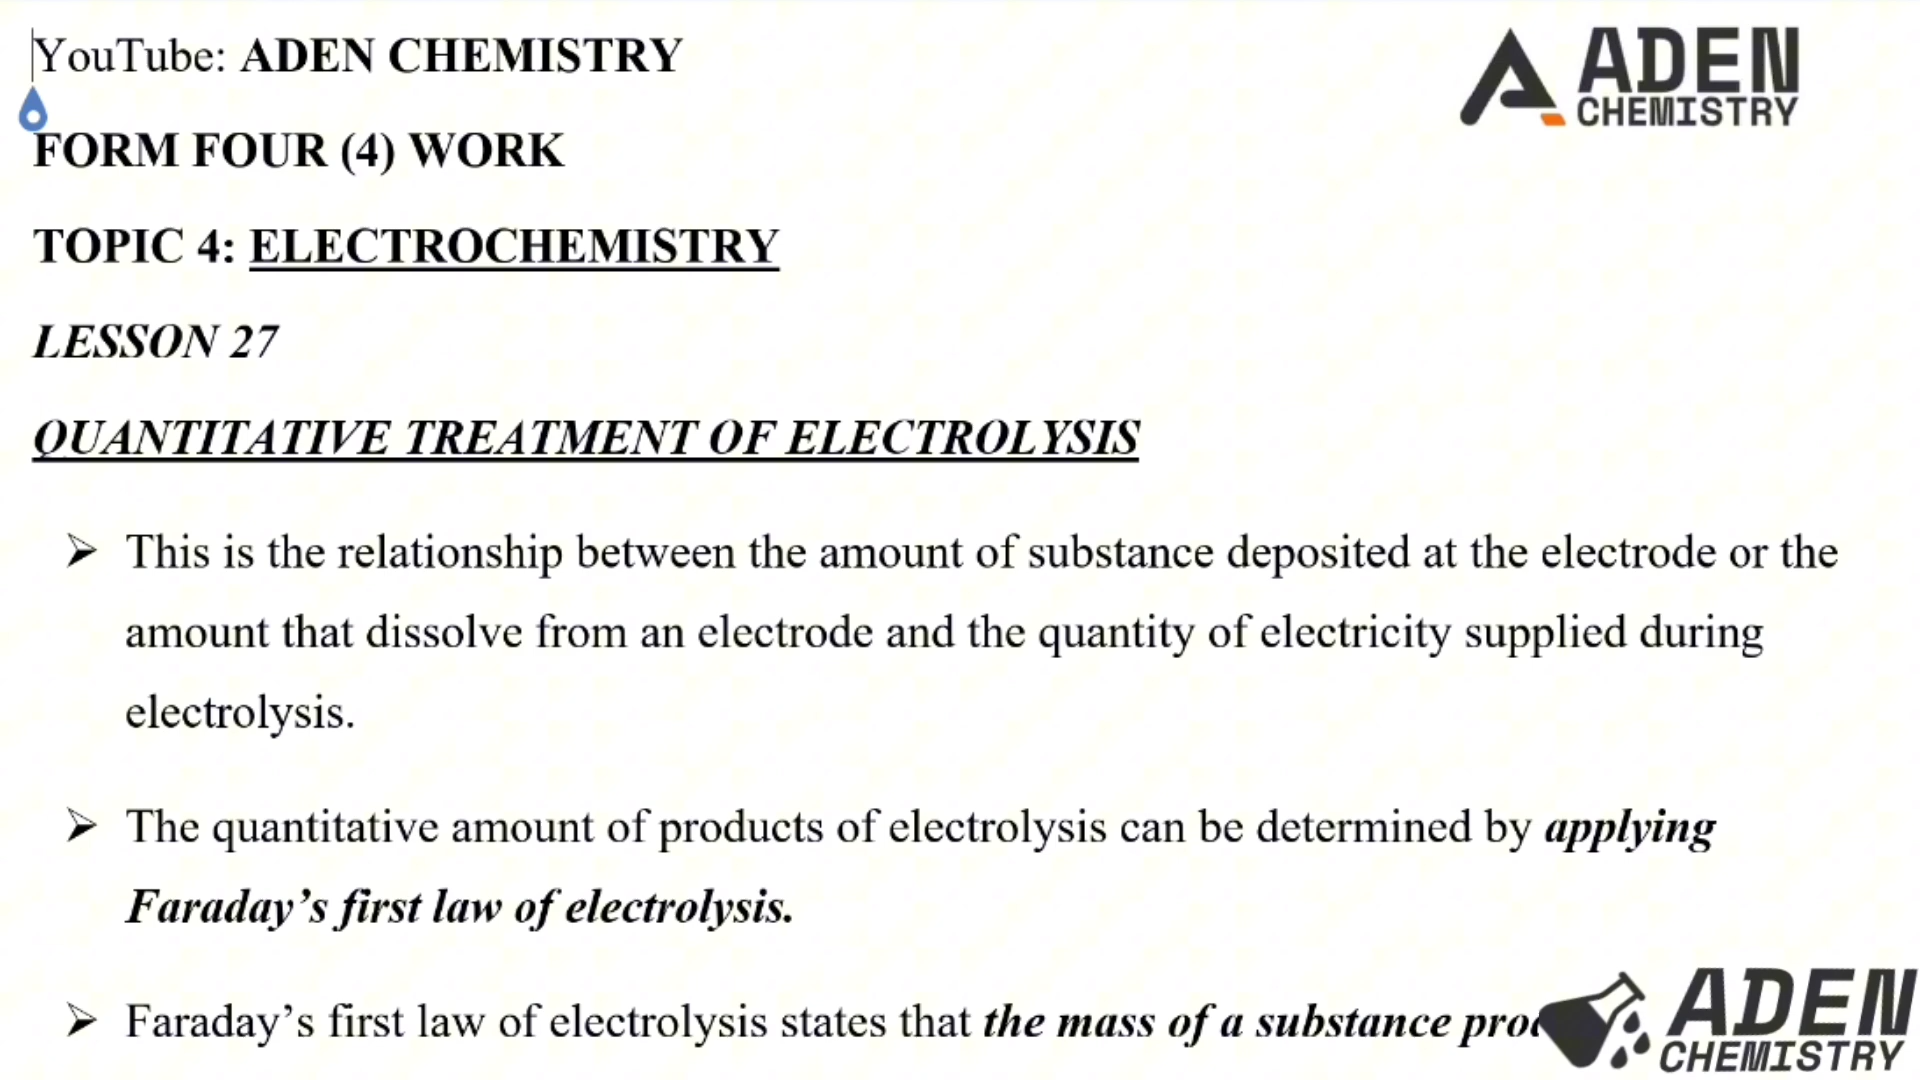 YouTube: ADEN CHEMISTRY
ADEN
CHEMISTRY
FORM FOUR (4) WORK
TOPIC 4: ELECTROCHEMISTRY
LESSON 27
QUANTITATIVE TREATMENT OF ELECTROLYSIS
This is the relationship between the amount of substance deposited at the electrode or the
amount that dissolve from an electrode and the quantity of electricity supplied during
electrolysis.
The quantitative amount of products of electrolysis can be determined by applying
Faraday’s first law of electrolysis.
Faraday’s first law of electrolysis states that the mass of a substance
ADEN
CHEMISTRY